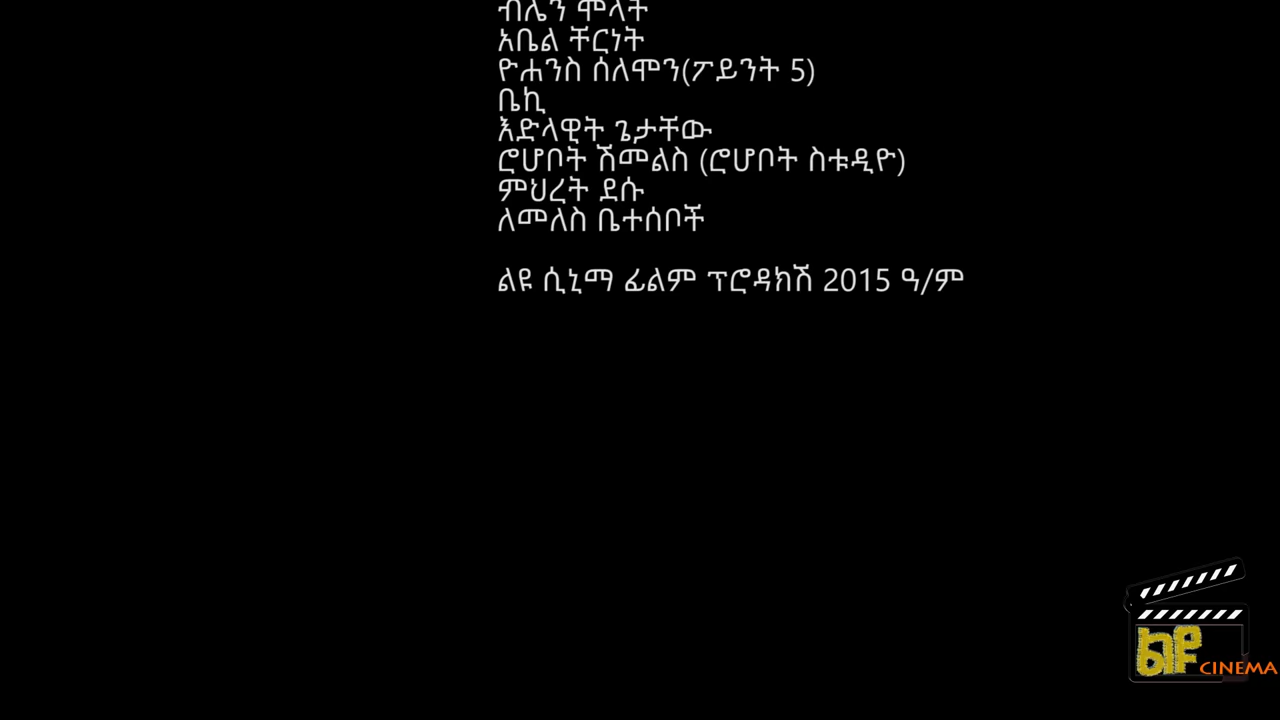 ብሌን ሞላት
አቤል ቸርነት
ዮሐንስ ሰለሞን(ፖይንት 5)
ቤኪ
እድላዊት ጌታቸው
ሮሆቦት ሽመልስ (ሮሆቦት ስቱዲዮ)
ምህረት ደሱ
ለመለስ ቤተሰቦች
ልዩ ሲኒማ ፊልም ፕሮዳክሽ 2015 ዓ/ም
ልዩ CINEMA